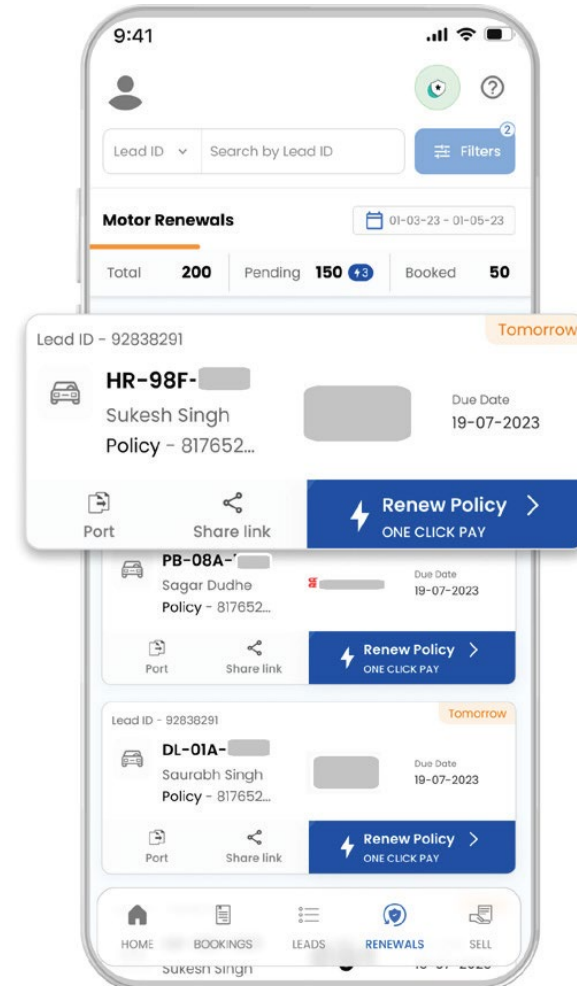 9:41
Lead ID
Search by Lead ID
2
Filters
Motor Renewals
01-03-23 - 01-05-23
Total 200 Pending 150 3 Booked 50
Lead ID - 92838291
Tomorrow
HR-98F-
Sukesh Singh
Policy - 817652...
Due Date
19-07-2023
Port
Share link
Renew Policy
ONE CLICK PAY
PB-08A-
Sagar Dudhe
Policy - 817652...
Due Date
19-07-2023
Port
Share link
Renew Policy
ONE CLICK PAY
Lead ID - 92838291
Tomorrow
DL-01A-
Saurabh Singh
Policy - 817652...
Due Date
19-07-2023
Port
Share link
Renew Policy
ONE CLICK PAY
HOME BOOKINGS LEADS RENEWALS SELL
Sukesh Singh